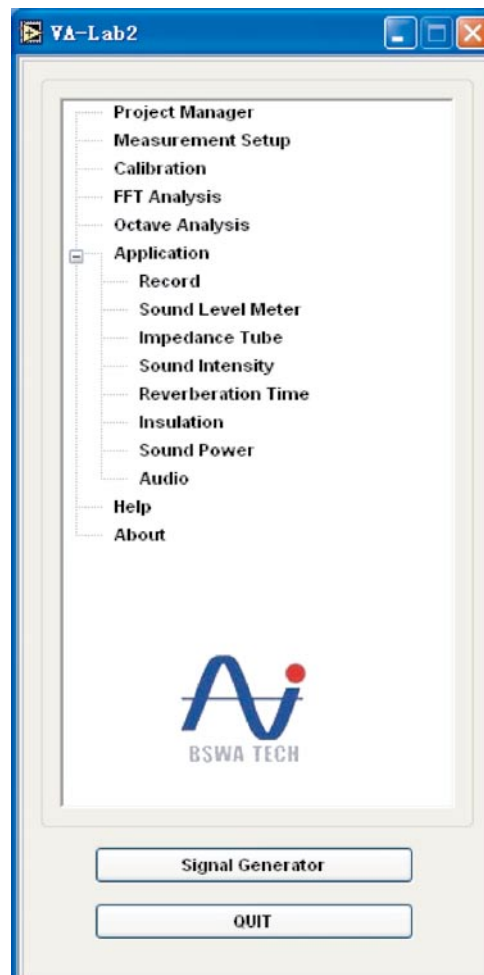 VA-Lab2
Project Manager
Measurement Setup
Calibration
FFT Analysis
Octave Analysis
Application
Record
Sound Level Meter
Impedance Tube
Sound Intensity
Reverberation Time
Insulation
Sound Power
Audio
Help
About
BSWA TECH
Signal Generator
QUIT